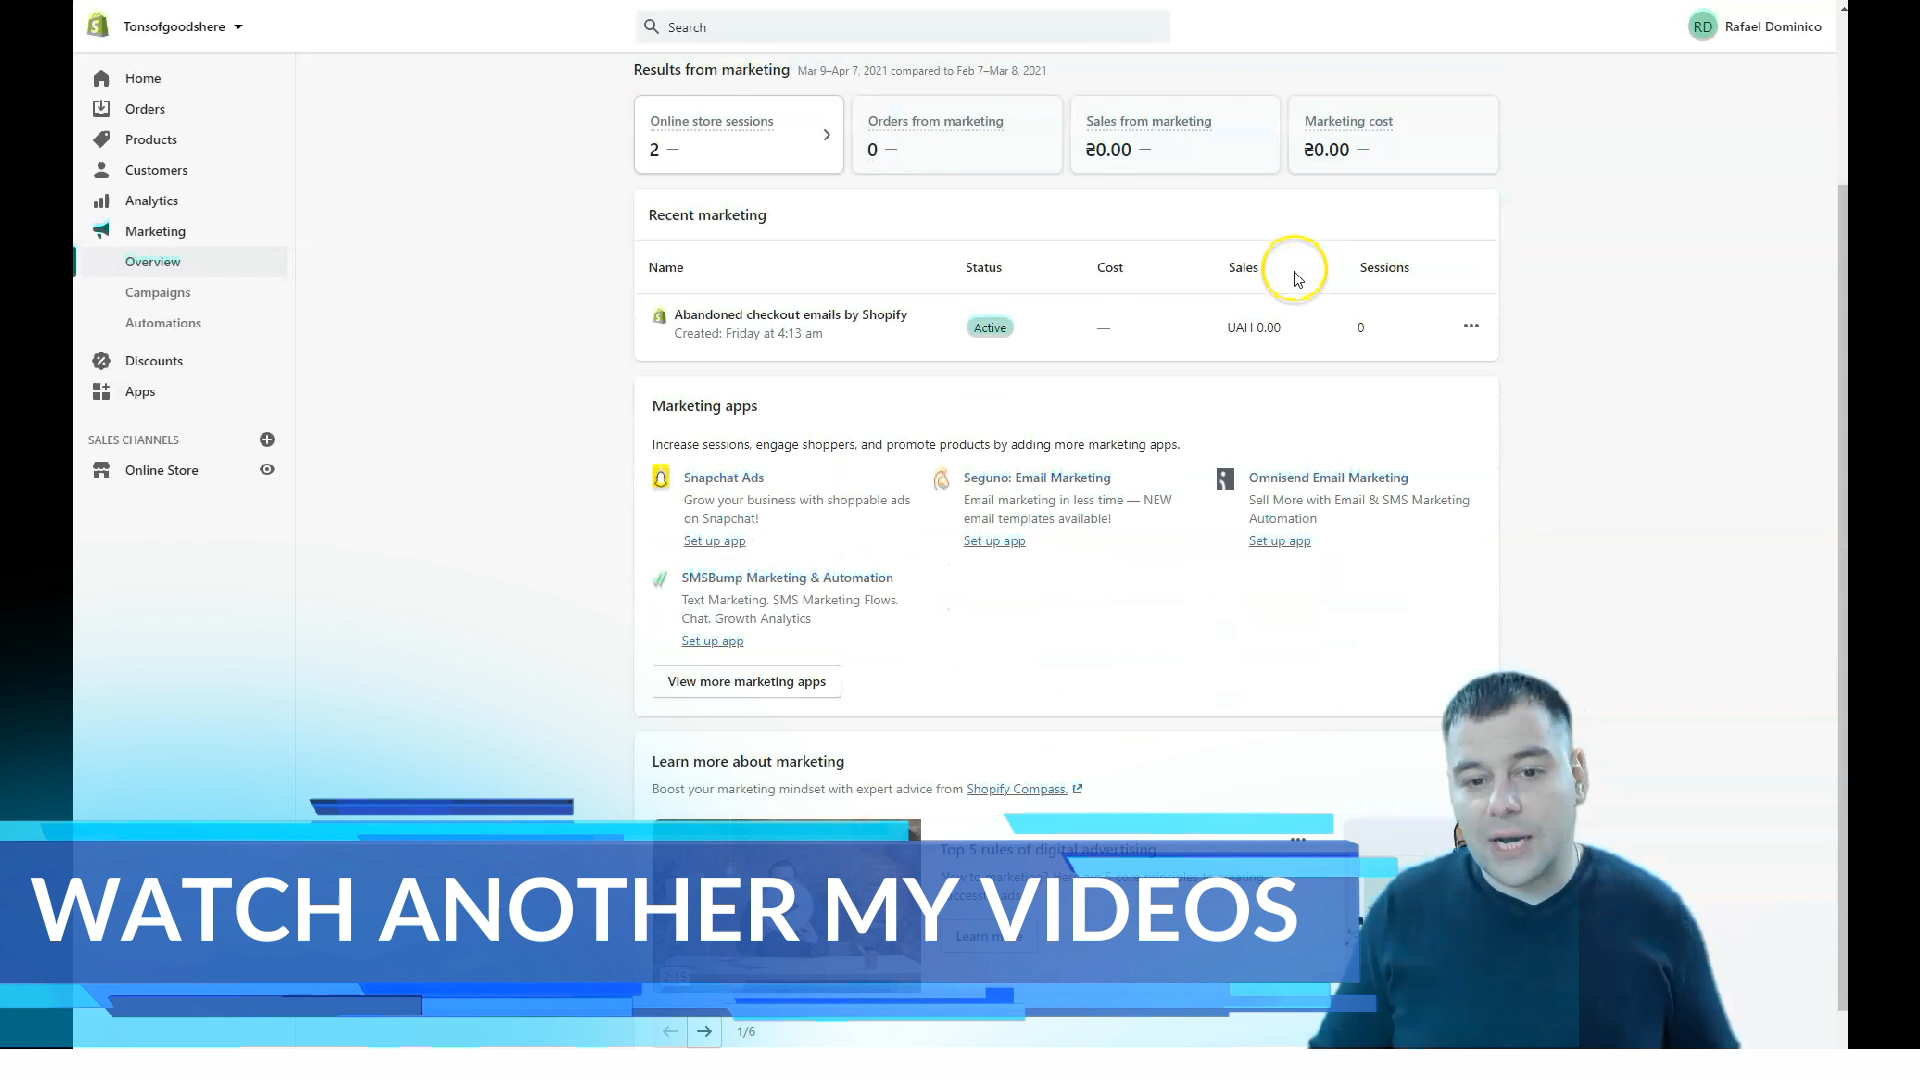 Tonsofgoodshere
Search
RD Rafael Dominico
Home
Orders
Products
Customers
Analytics
Marketing
Overview
Campaigns
Automations
Discounts
Apps
SALES CHANNELS
Online Store
Results from marketing Mar 9–Apr 7, 2021 compared to Feb 7–Mar 8, 2021
Online store sessions
2 —
Orders from marketing
0 —
Sales from marketing
₴0.00 —
Marketing cost
₴0.00 —
Recent marketing
Name Status Cost Sales Sessions
Abandoned checkout emails by Shopify
Created: Friday at 4:13 am
Active — UAH 0.00 0
Marketing apps
Increase sessions, engage shoppers, and promote products by adding more marketing apps.
Snapchat Ads
Grow your business with shoppable ads
on Snapchat!
Set up app
Seguno: Email Marketing
Email marketing in less time — NEW
email templates available!
Set up app
Omnisend Email Marketing
Sell More with Email & SMS Marketing
Automation
Set up app
SMSBump Marketing & Automation
Text Marketing. SMS Marketing Flows.
Chat. Growth Analytics
Set up app
View more marketing apps
Learn more about marketing
Boost your marketing mindset with expert advice from Shopify Compass.
Top 5 rules of digital advertising
WATCH ANOTHER MY VIDEOS
2:15
1/6